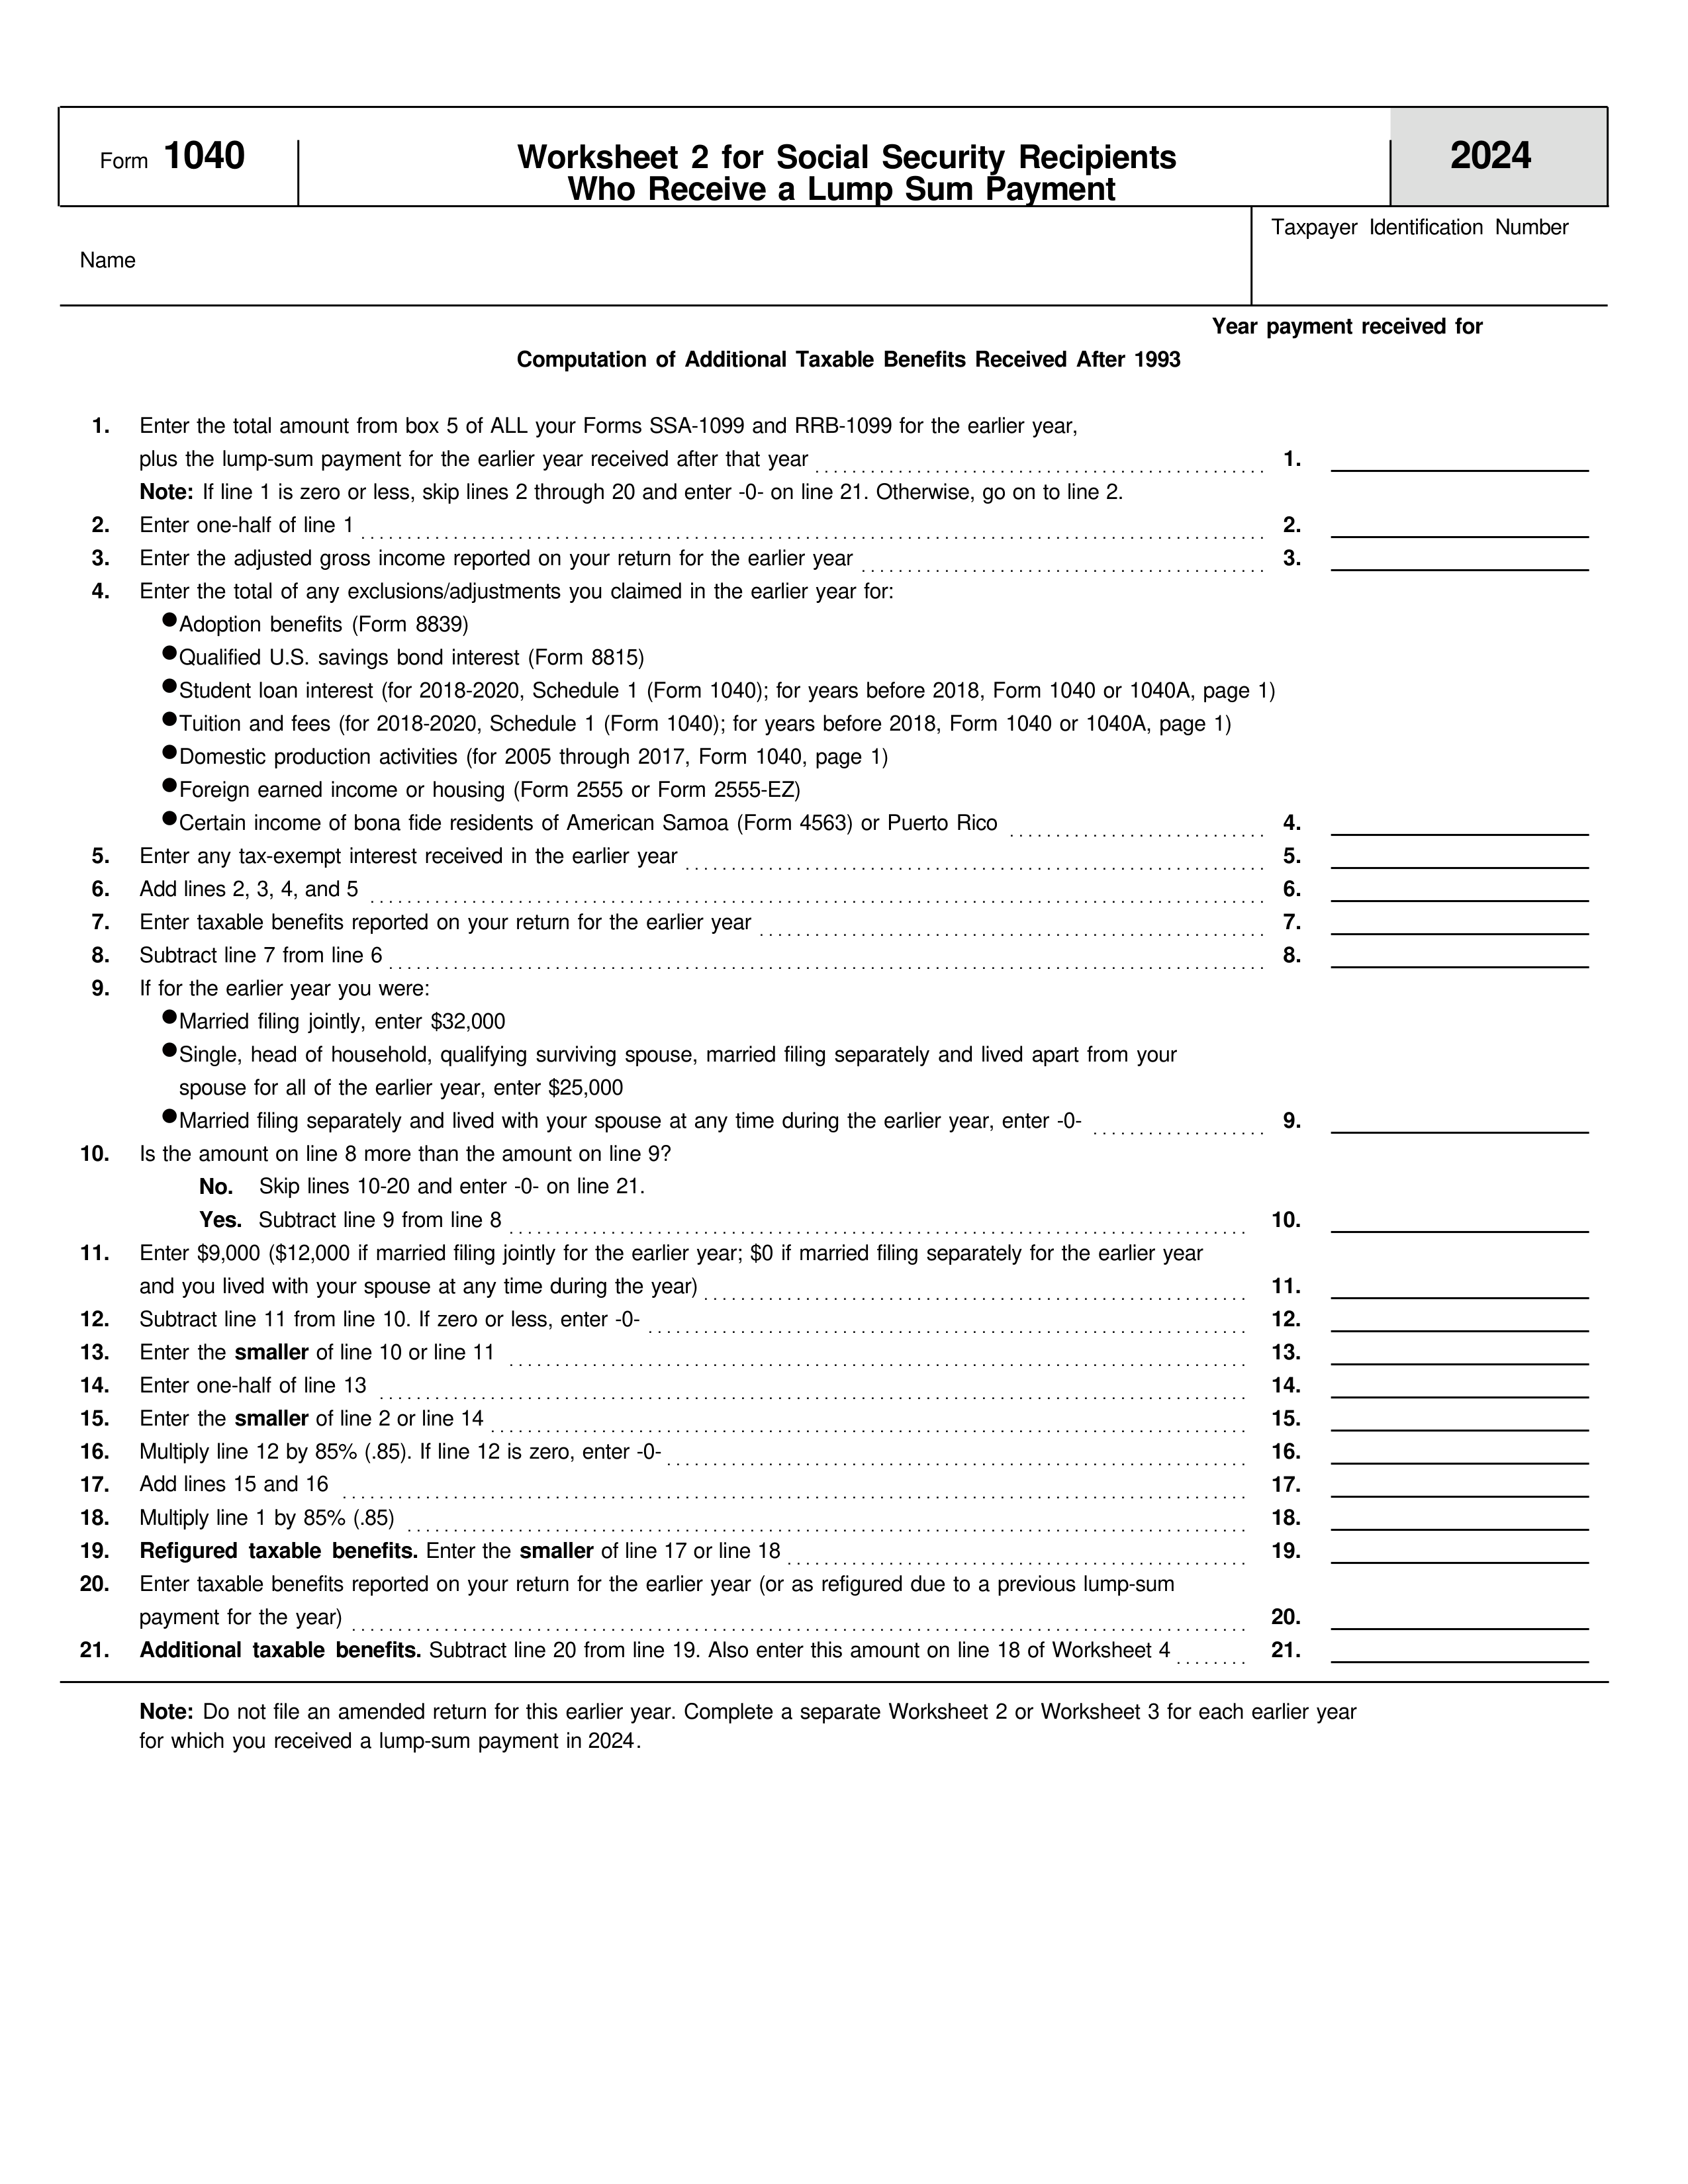 Form 1040
Worksheet 2 for Social Security Recipients
Who Receive a Lump Sum Payment
2024
Name
Taxpayer Identification Number
Year payment received for
Computation of Additional Taxable Benefits Received After 1993
1. Enter the total amount from box 5 of ALL your Forms SSA-1099 and RRB-1099 for the earlier year,
plus the lump-sum payment for the earlier year received after that year 1.
Note: If line 1 is zero or less, skip lines 2 through 20 and enter -0- on line 21. Otherwise, go on to line 2.
2. Enter one-half of line 1 2.
3. Enter the adjusted gross income reported on your return for the earlier year 3.
4. Enter the total of any exclusions/adjustments you claimed in the earlier year for:
●Adoption benefits (Form 8839)
●Qualified U.S. savings bond interest (Form 8815)
●Student loan interest (for 2018-2020, Schedule 1 (Form 1040); for years before 2018, Form 1040 or 1040A, page 1)
●Tuition and fees (for 2018-2020, Schedule 1 (Form 1040); for years before 2018, Form 1040 or 1040A, page 1)
●Domestic production activities (for 2005 through 2017, Form 1040, page 1)
●Foreign earned income or housing (Form 2555 or Form 2555-EZ)
●Certain income of bona fide residents of American Samoa (Form 4563) or Puerto Rico 4.
5. Enter any tax-exempt interest received in the earlier year 5.
6. Add lines 2, 3, 4, and 5 6.
7. Enter taxable benefits reported on your return for the earlier year 7.
8. Subtract line 7 from line 6 8.
9. If for the earlier year you were:
●Married filing jointly, enter $32,000
●Single, head of household, qualifying surviving spouse, married filing separately and lived apart from your
spouse for all of the earlier year, enter $25,000
●Married filing separately and lived with your spouse at any time during the earlier year, enter -0- 9.
10. Is the amount on line 8 more than the amount on line 9?
No. Skip lines 10-20 and enter -0- on line 21.
Yes. Subtract line 9 from line 8 10.
11. Enter $9,000 ($12,000 if married filing jointly for the earlier year; $0 if married filing separately for the earlier year
and you lived with your spouse at any time during the year) 11.
12. Subtract line 11 from line 10. If zero or less, enter -0- 12.
13. Enter the smaller of line 10 or line 11 13.
14. Enter one-half of line 13 14.
15. Enter the smaller of line 2 or line 14 15.
16. Multiply line 12 by 85% (.85). If line 12 is zero, enter -0- 16.
17. Add lines 15 and 16 17.
18. Multiply line 1 by 85% (.85) 18.
19. Refigured taxable benefits. Enter the smaller of line 17 or line 18 19.
20. Enter taxable benefits reported on your return for the earlier year (or as refigured due to a previous lump-sum
payment for the year) 20.
21. Additional taxable benefits. Subtract line 20 from line 19. Also enter this amount on line 18 of Worksheet 4 21.
Note: Do not file an amended return for this earlier year. Complete a separate Worksheet 2 or Worksheet 3 for each earlier year
for which you received a lump-sum payment in 2024.